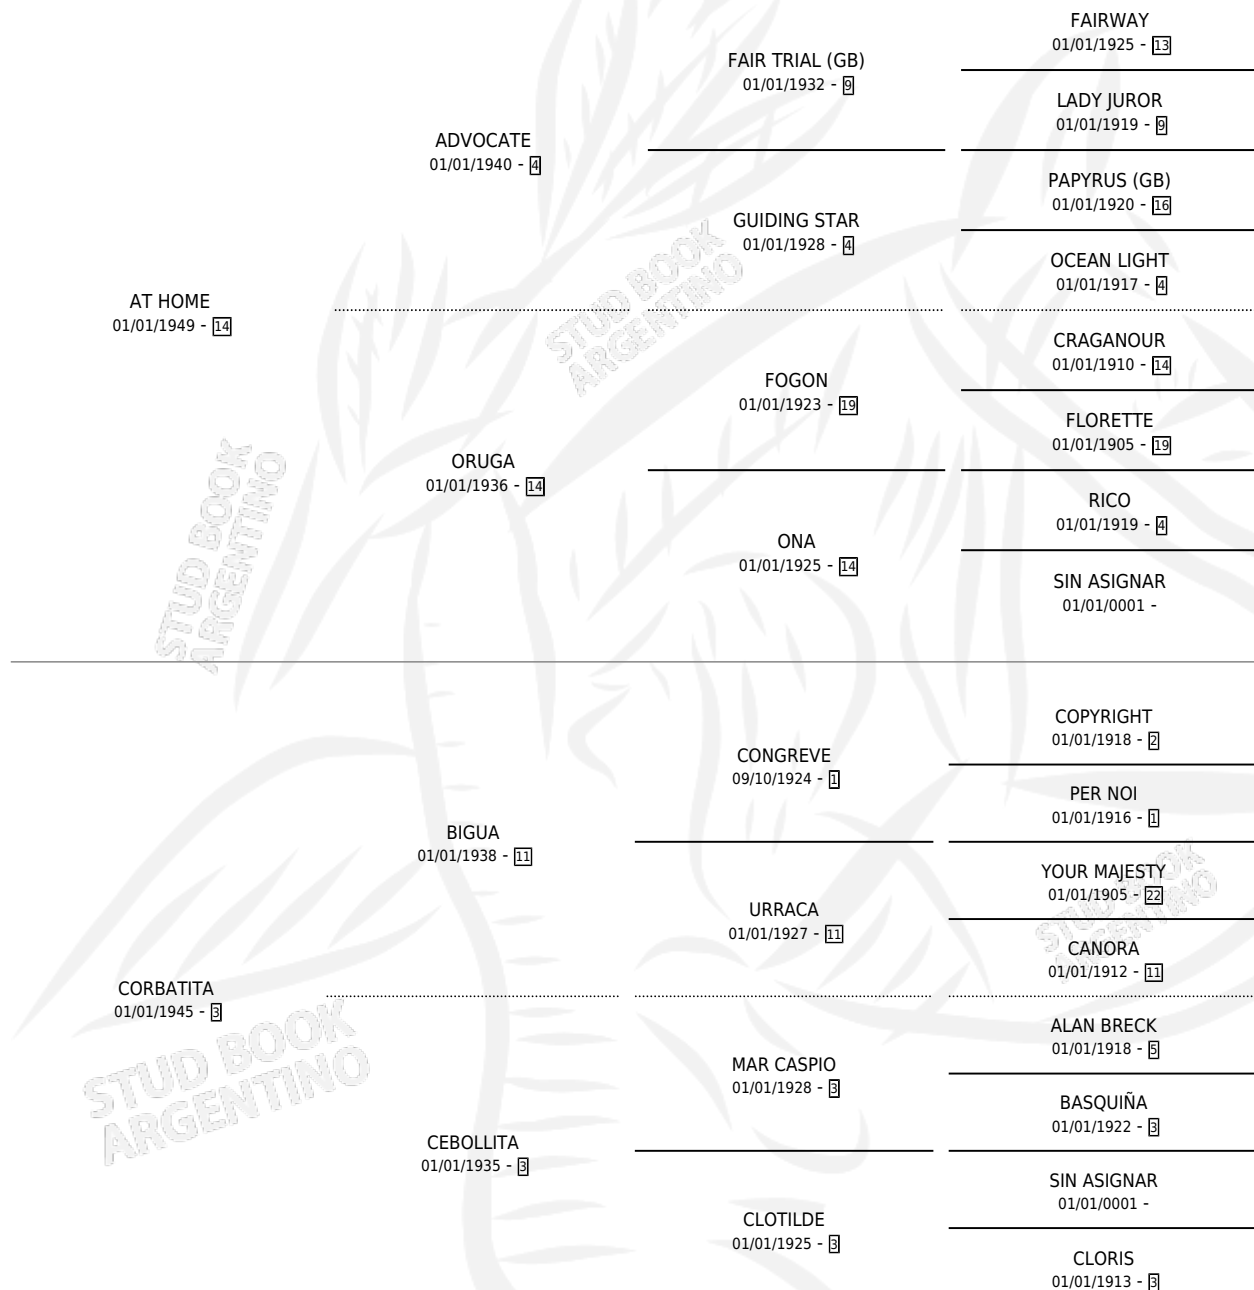 FAIRWAY
01/01/1925 - 13
FAIR TRIAL (GB)
01/01/1932 - 9
LADY JUROR
01/01/1919 - 9
ADVOCATE
01/01/1940 - 4
PAPYRUS (GB)
01/01/1920 - 16
GUIDING STAR
01/01/1928 - 4
OCEAN LIGHT
01/01/1917 - 4
AT HOME
01/01/1949 - 14
STUD BOOK
ARGENTINO
CRAGANOUR
01/01/1910 - 14
FOGON
01/01/1923 - 19
FLORETTE
01/01/1905 - 19
ORUGA
01/01/1936 - 14
STUD BOOK
ARGENTINO
RICO
01/01/1919 - 4
ONA
01/01/1925 - 14
SIN ASIGNAR
01/01/0001 -
COPYRIGHT
01/01/1918 - 2
CONGREVE
09/10/1924 - 1
PER NOI
01/01/1916 - 1
BIGUA
01/01/1938 - 11
YOUR MAJESTY
01/01/1905 - 22
STUD BOOK
ARGENTINO
URRACA
01/01/1927 - 11
CANORA
01/01/1912 - 11
CORBATITA
01/01/1945 - 3
STUD BOOK
ARGENTINO
ALAN BRECK
01/01/1918 - 5
MAR CASPIO
01/01/1928 - 3
BASQUIÑA
01/01/1922 - 3
CEBOLLITA
01/01/1935 - 3
SIN ASIGNAR
01/01/0001 -
CLOTILDE
01/01/1925 - 3
CLORIS
01/01/1913 - 3